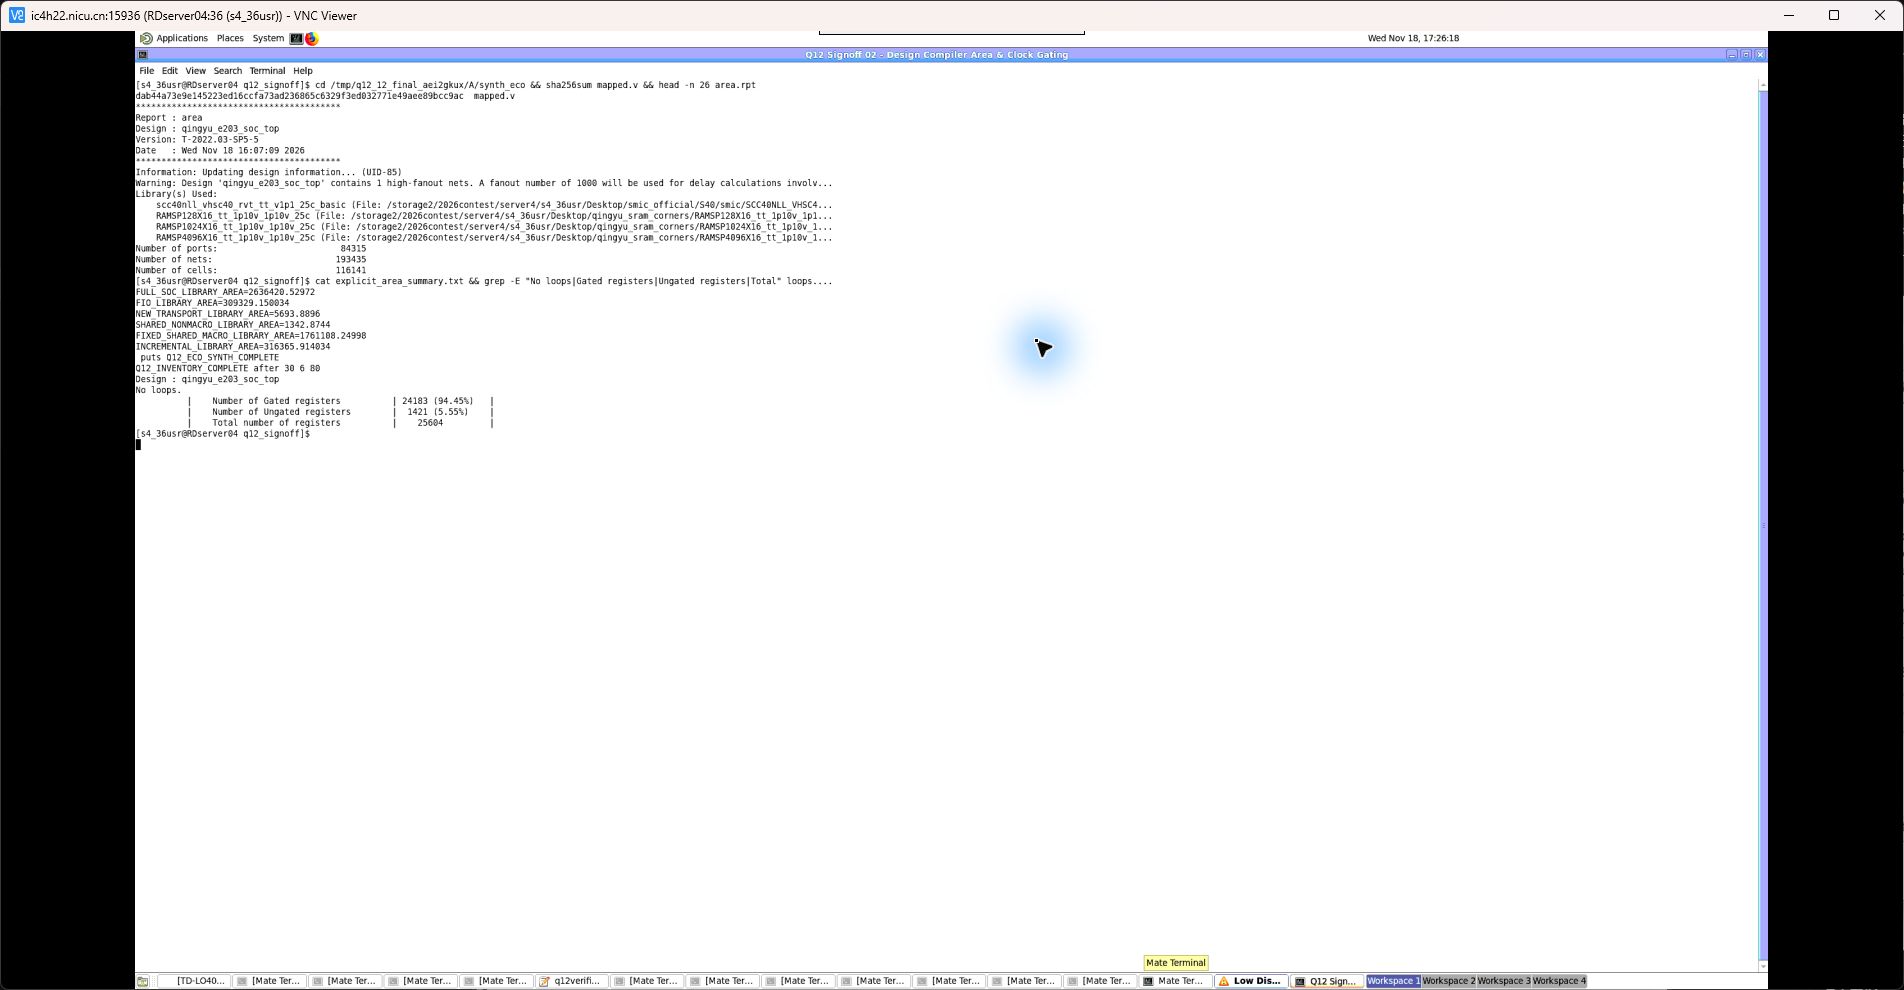 ic4h22.nicu.cn:15936 (RDserver04:36 (s4_36usr)) - VNC Viewer
Applications Places System Wed Nov 18, 17:26:18
Q12 Signoff 02 - Design Compiler Area & Clock Gating
File Edit View Search Terminal Help
[s4_36usr@RDserver04 q12_signoff]$ cd /tmp/q12_12_final_aei2gkux/A/synth_eco && sha256sum mapped.v && head -n 26 area.rpt
dab44a73e9e145223ed16ccfa73ad236865c6329f3ed032771e49aee89bcc9ac  mapped.v
****************************************
Report : area
Design : qingyu_e203_soc_top
Version: T-2022.03-SP5-5
Date   : Wed Nov 18 16:07:09 2026
****************************************
Information: Updating design information... (UID-85)
Warning: Design 'qingyu_e203_soc_top' contains 1 high-fanout nets. A fanout number of 1000 will be used for delay calculations involv...
Library(s) Used:
    scc40nll_vhsc40_rvt_tt_v1p1_25c_basic (File: /storage2/2026contest/server4/s4_36usr/Desktop/smic_official/S40/smic/SCC40NLL_VHSC4...
    RAMSP128X16_tt_1p10v_1p10v_25c (File: /storage2/2026contest/server4/s4_36usr/Desktop/qingyu_sram_corners/RAMSP128X16_tt_1p10v_1p1...
    RAMSP1024X16_tt_1p10v_1p10v_25c (File: /storage2/2026contest/server4/s4_36usr/Desktop/qingyu_sram_corners/RAMSP1024X16_tt_1p10v_1...
    RAMSP4096X16_tt_1p10v_1p10v_25c (File: /storage2/2026contest/server4/s4_36usr/Desktop/qingyu_sram_corners/RAMSP4096X16_tt_1p10v_1...
Number of ports:                        84315
Number of nets:                        193435
Number of cells:                       116141
[s4_36usr@RDserver04 q12_signoff]$ cat explicit_area_summary.txt && grep -E "No loops|Gated registers|Ungated registers|Total" loops....
FULL_SOC_LIBRARY_AREA=2636420.52972
FIO_LIBRARY_AREA=309329.150034
NEW_TRANSPORT_LIBRARY_AREA=5693.8896
SHARED_NONMACRO_LIBRARY_AREA=1342.8744
FIXED_SHARED_MACRO_LIBRARY_AREA=1761108.24998
INCREMENTAL_LIBRARY_AREA=316365.914034
 puts Q12_ECO_SYNTH_COMPLETE
Q12_INVENTORY_COMPLETE after 30 6 80
Design : qingyu_e203_soc_top
No loops.
          |    Number of Gated registers          | 24183 (94.45%)   |
          |    Number of Ungated registers        |  1421 (5.55%)    |
          |    Total number of registers          |    25604         |
[s4_36usr@RDserver04 q12_signoff]$
Mate Terminal
[TD-LO40... [Mate Ter... [Mate Ter... [Mate Ter... [Mate Ter... q12verifi... [Mate Ter... [Mate Ter... [Mate Ter... [Mate Ter... [Mate Ter... [Mate Ter... [Mate Ter... Mate Ter... Low Dis... Q12 Sign... Workspace 1 Workspace 2 Workspace 3 Workspace 4